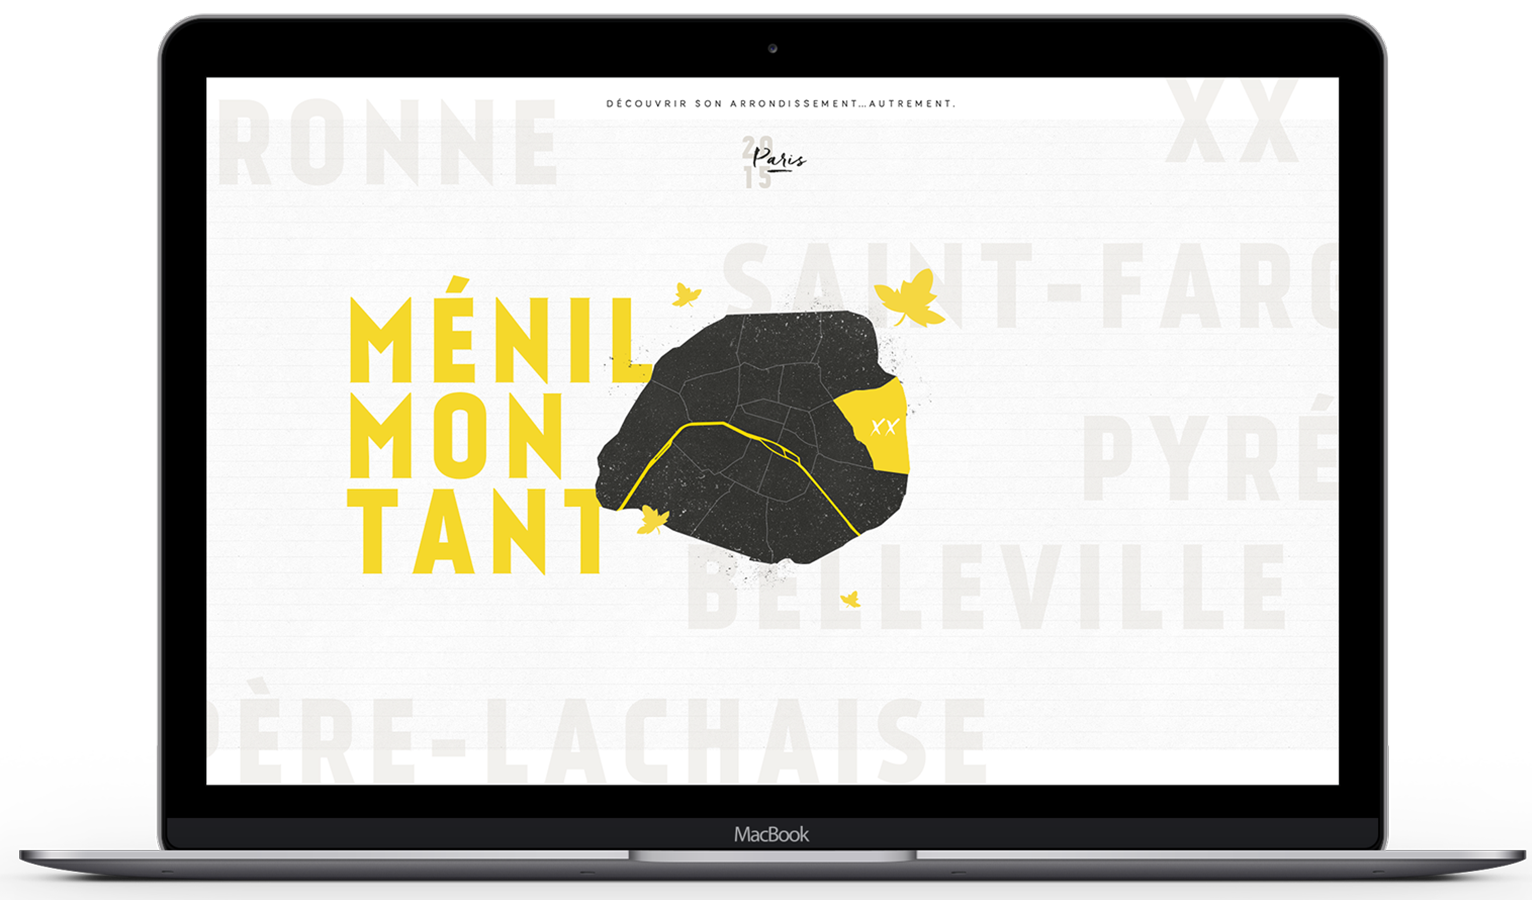 DÉCOUVRIR SON ARRONDISSEMENT...AUTREMENT.
XX
RONNE
20
Paris
15
SAINT-FARG
MÉNIL
MON
TANT
XX
PYRÉ
BELLEVILLE
PÈRE-LACHAISE
MacBook